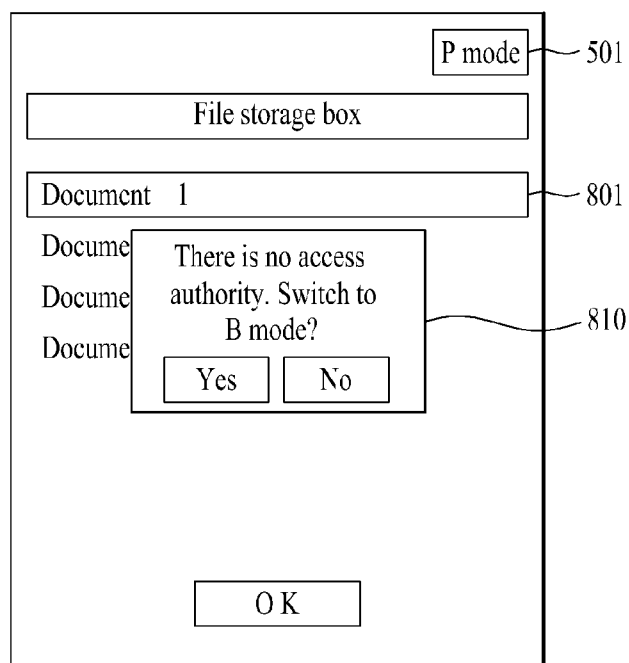 P mode
501
File storage box
Document 1
801
Docume
There is no access
authority. Switch to
B mode?
Docume
810
Docume
Yes
No
O K